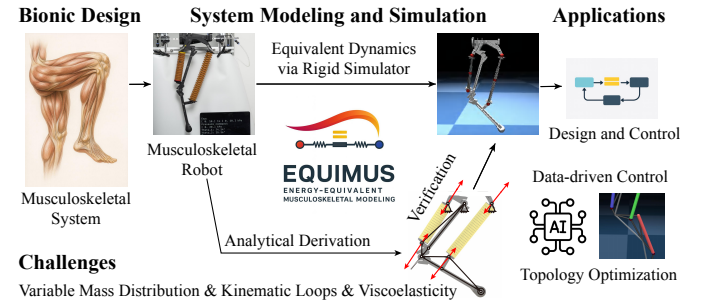 Bionic Design
System Modeling and Simulation
Applications
Equivalent Dynamics
via Rigid Simulator
Musculoskeletal
Robot
Musculoskeletal
System
EQUIMUS
ENERGY-EQUIVALENT
MUSCULOSKELETAL MODELING
Verification
Analytical Derivation
Design and Control
Data-driven Control
AI
Topology Optimization
Challenges
Variable Mass Distribution & Kinematic Loops & Viscoelasticity